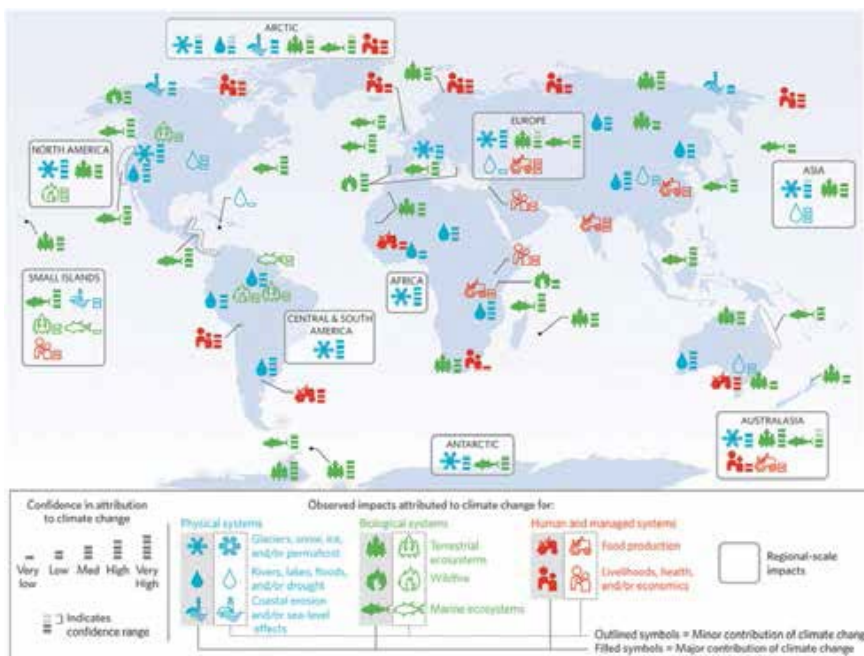 ARCTIC
EUROPE
NORTH AMERICA
ASIA
SMALL ISLANDS
AFRICA
CENTRAL & SOUTH
AMERICA
ANTARCTIC
AUSTRALASIA
Confidence in attribution
to climate change
Very
low
Low
Med
High
Very
High
Indicates
confidence range
Observed impacts attributed to climate change for:
Physical systems
Glaciers, snow, ice,
and/or permafrost
Rivers, lakes, floods,
and/or drought
Coastal erosion
and/or sea-level
effects
Biological systems
Terrestrial
ecosystems
Wildfire
Marine ecosystems
Human and managed systems
Food production
Livelihoods, health,
and/or economics
Regional-scale
impacts
Outlined symbols = Minor contribution of climate chang
Filled symbols = Major contribution of climate change